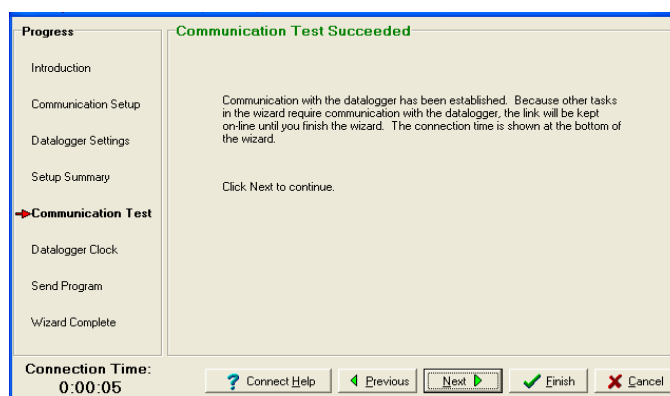 Progress
Introduction
Communication Setup
Datalogger Settings
Setup Summary
Communication Test
Datalogger Clock
Send Program
Wizard Complete
Communication Test Succeeded
Communication with the datalogger has been established. Because other tasks
in the wizard require communication with the datalogger, the link will be kept
on-line until you finish the wizard. The connection time is shown at the bottom of
the wizard.
Click Next to continue.
Connection Time:
0:00:05
Connect Help
Previous
Next
Finish
Cancel